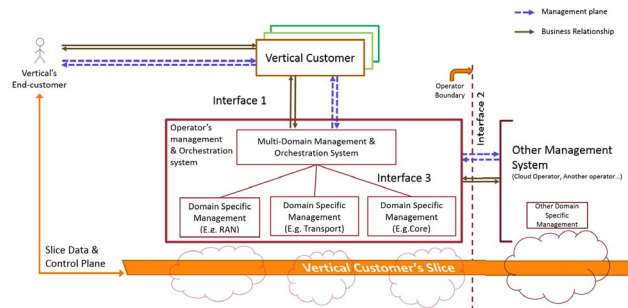 Management plane
Business Relationship
Vertical Customer
Vertical's
End-customer
Interface 1
Operator
Boundary
Interface 2
Operator's
management
& Orchestration
system
Multi-Domain Management &
Orchestration System
Interface 3
Domain Specific
Management
(E.g. RAN)
Domain Specific
Management
(E.g. Transport)
Domain Specific
Management
(E.g.Core)
Other Management
System
(Cloud Operator, Another operator...)
Other Domain
Specific
Management
Slice Data &
Control Plane
Vertical Customer's Slice